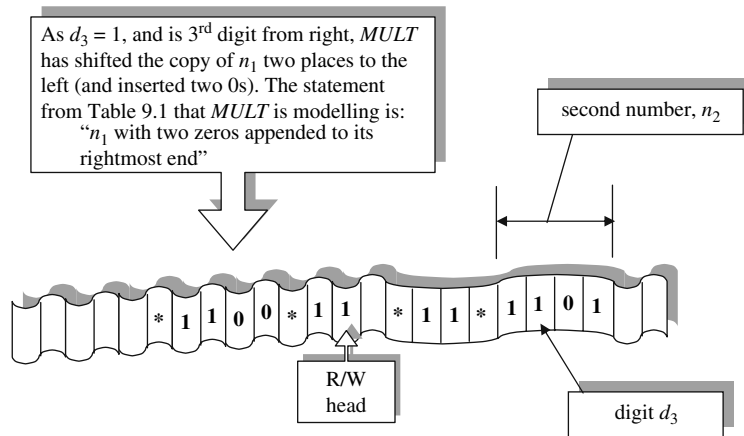 As d₃ = 1, and is 3rd digit from right, MULT
has shifted the copy of n₁ two places to the
left (and inserted two 0s). The statement
from Table 9.1 that MULT is modelling is:
“n₁ with two zeros appended to its
rightmost end”
second number, n₂
* 1 1 0 0 * 1 1 * 1 1 * 1 1 0 1
R/W
head
digit d₃